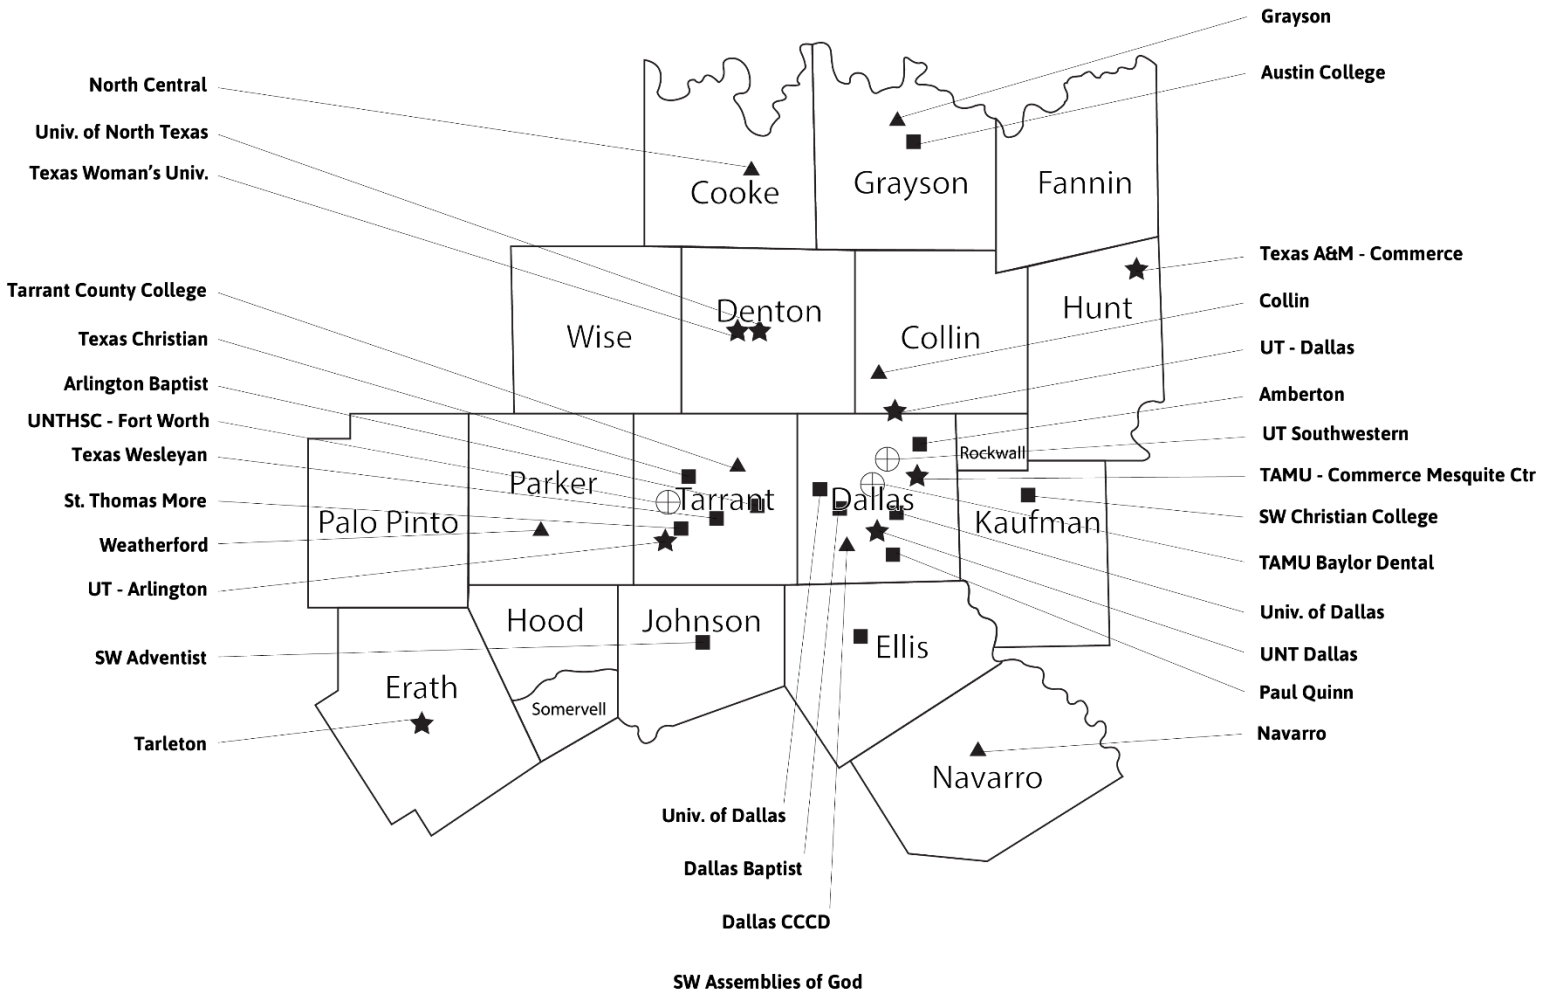 Grayson
Austin College
North Central
Univ. of North Texas
Texas Woman’s Univ.
Cooke
Grayson
Fannin
Texas A&M - Commerce
Tarrant County College
Collin
Denton
Hunt
Wise
Collin
Texas Christian
UT - Dallas
Arlington Baptist
Amberton
UNTHSC - Fort Worth
UT Southwestern
Texas Wesleyan
Rockwall
TAMU - Commerce Mesquite Ctr
Parker
Tarrant
Dallas
St. Thomas More
SW Christian College
Palo Pinto
Kaufman
Weatherford
TAMU Baylor Dental
UT - Arlington
Univ. of Dallas
Hood
Johnson
Ellis
SW Adventist
UNT Dallas
Erath
Paul Quinn
Somervell
Tarleton
Navarro
Navarro
Univ. of Dallas
Dallas Baptist
Dallas CCCD
SW Assemblies of God